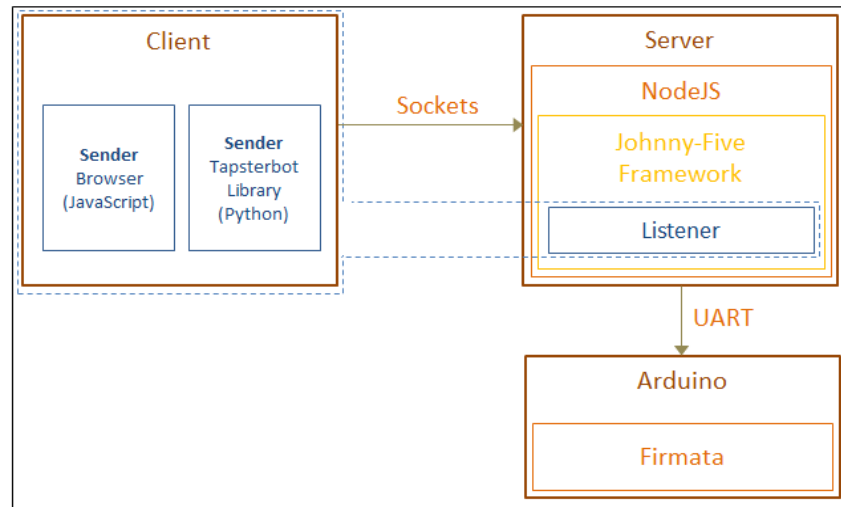 Client
Sender
Browser
(JavaScript)
Sender
Tapsterbot
Library
(Python)
Sockets
Server
NodeJS
Johnny-Five
Framework
Listener
UART
Arduino
Firmata